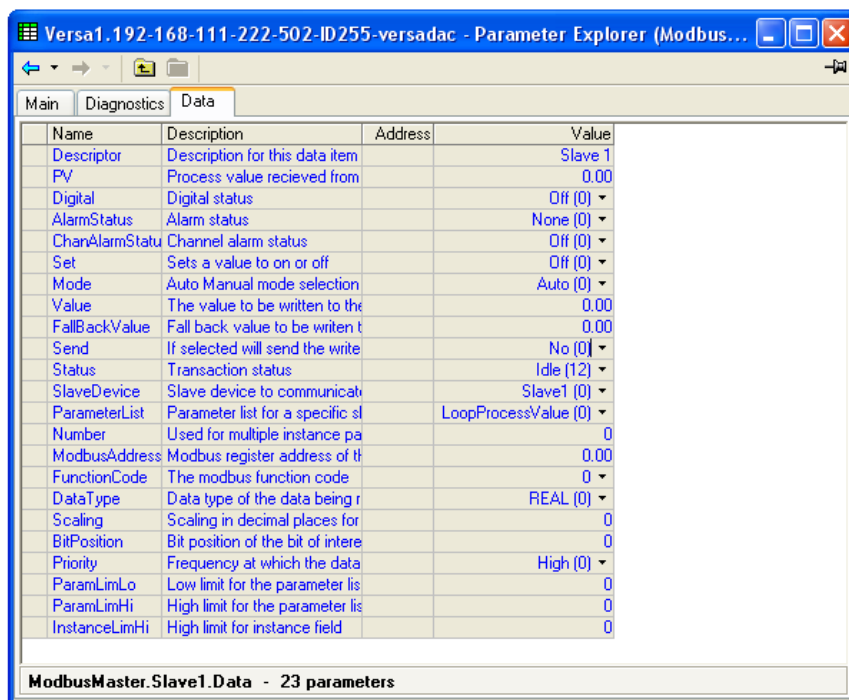 Versa1.192-168-111-222-502-ID255-versadac - Parameter Explorer (Modbus...
Main Diagnostics Data
Name Description Address Value
Descriptor Description for this data item Slave 1
PV Process value recieved from 0.00
Digital Digital status Off (0)
AlarmStatus Alarm status None (0)
ChanAlarmStatu Channel alarm status Off (0)
Set Sets a value to on or off Off (0)
Mode Auto Manual mode selection Auto (0)
Value The value to be written to the 0.00
FallBackValue Fall back value to be writen t 0.00
Send If selected will send the write No (0)
Status Transaction status Idle (12)
SlaveDevice Slave device to communicate Slave1 (0)
ParameterList Parameter list for a specific sl LoopProcessValue (0)
Number Used for multiple instance pa 0
ModbusAddress Modbus register address of th 0.00
FunctionCode The modbus function code 0
DataType Data type of the data being r REAL (0)
Scaling Scaling in decimal places for 0
BitPosition Bit position of the bit of intere 0
Priority Frequency at which the data High (0)
ParamLimLo Low limit for the parameter lis 0
ParamLimHi High limit for the parameter lis 0
InstanceLimHi High limit for instance field 0
ModbusMaster.Slave1.Data - 23 parameters